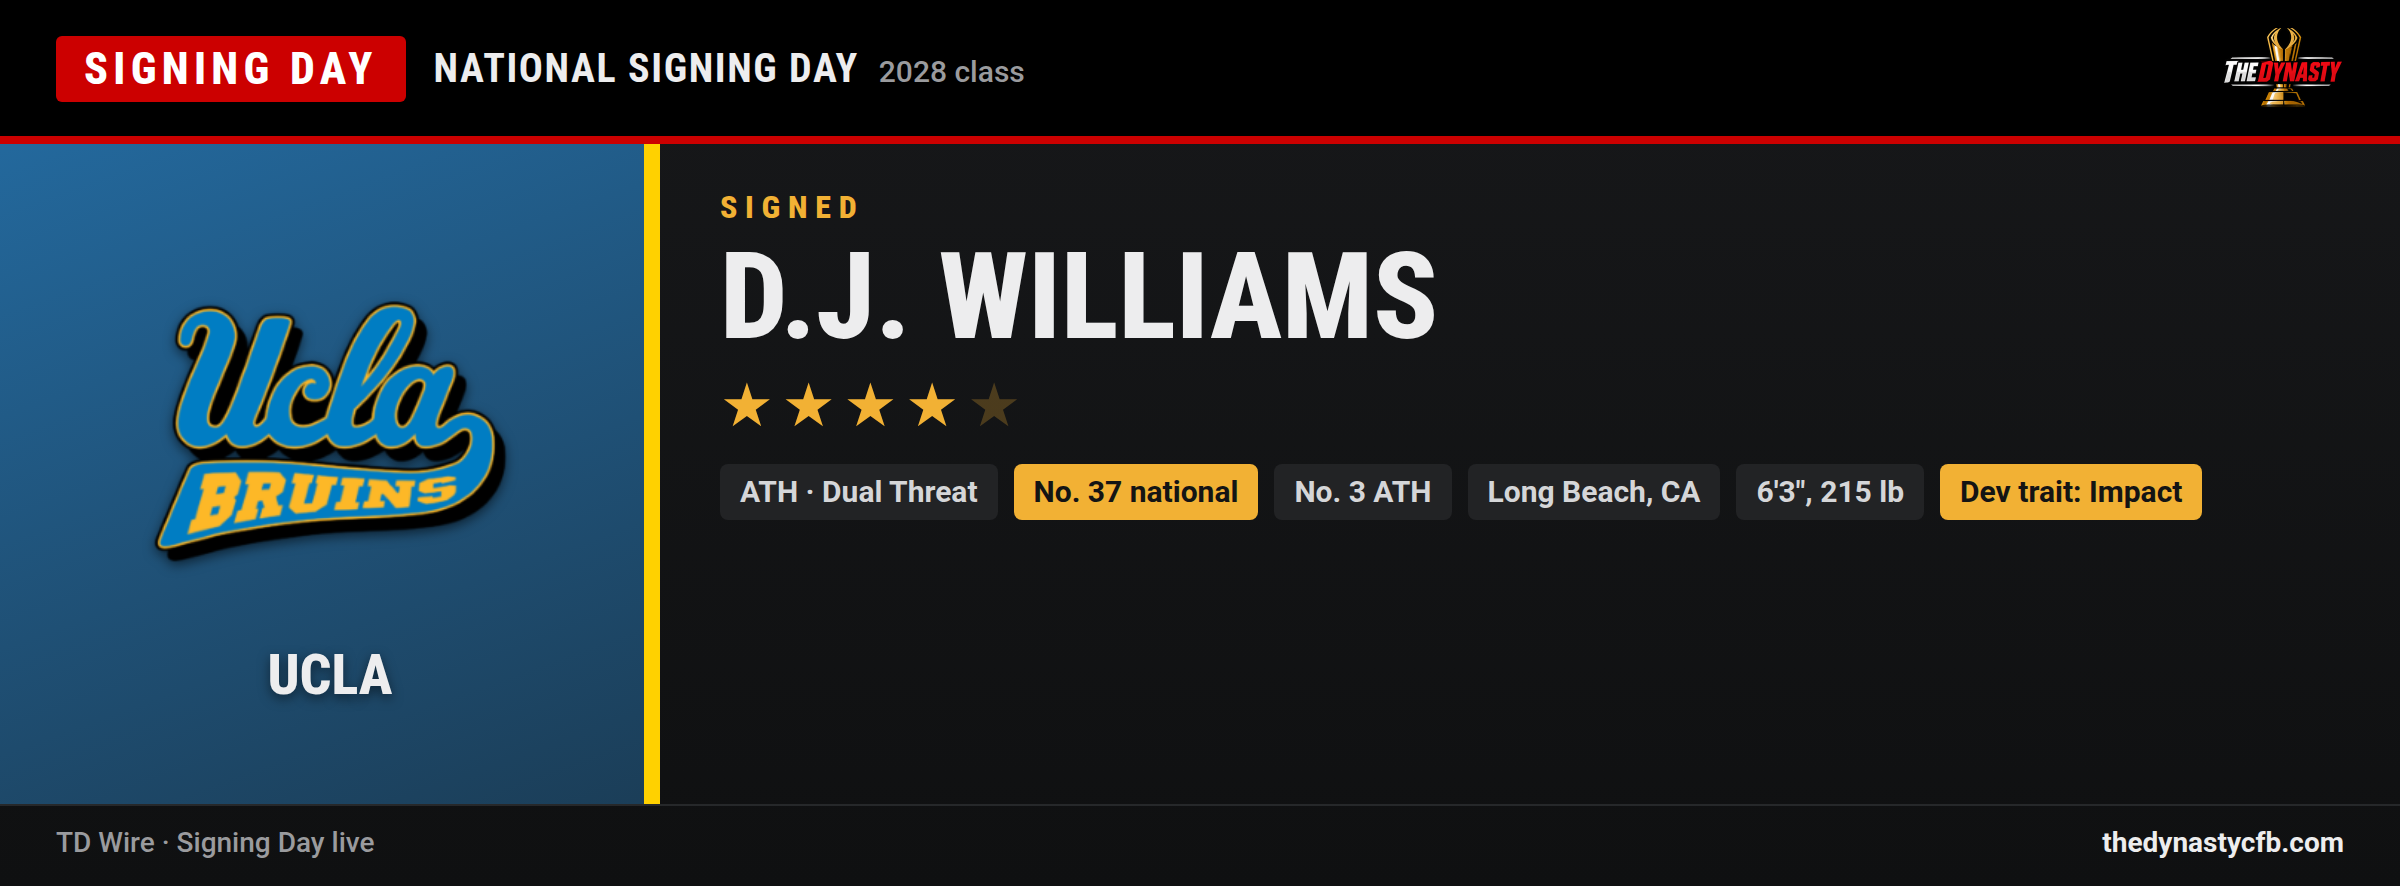 SIGNING DAY NATIONAL SIGNING DAY 2028 class
THE DYNASTY
Ucla
BRUINS
UCLA
SIGNED
D.J. WILLIAMS
ATH · Dual Threat No. 37 national No. 3 ATH Long Beach, CA 6'3", 215 lb Dev trait: Impact
TD Wire · Signing Day live
thedynastycfb.com